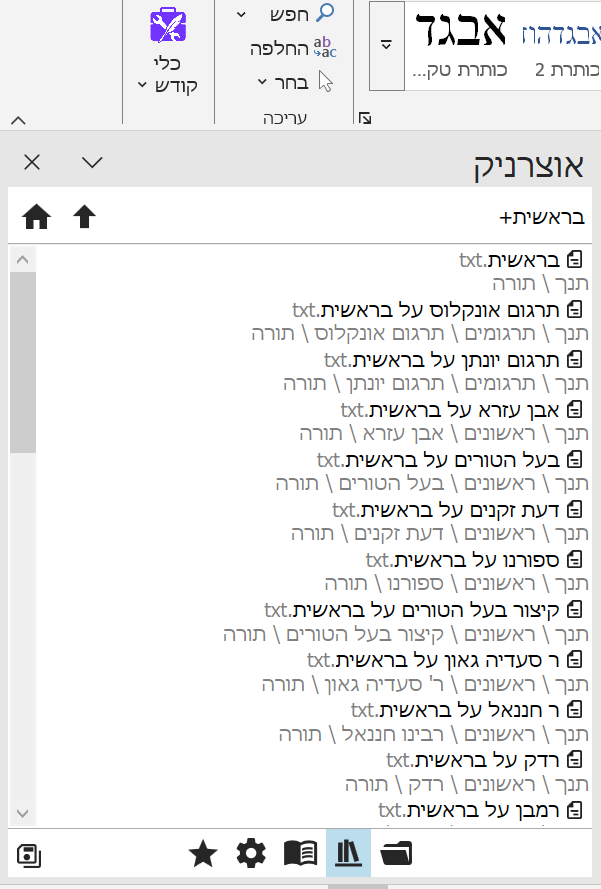 אבגדהוז
אבגד
כותרת 2
כותרת טק...
חפש
החלפה
בחר
עריכה
כלי
קודש
אוצרניק
בראשית+
בראשית.txt
תנך \ תורה
תרגום אונקלוס על בראשית.txt
תנך \ תרגומים \ תרגום אונקלוס \ תורה
תרגום יונתן על בראשית.txt
תנך \ תרגומים \ תרגום יונתן \ תורה
אבן עזרא על בראשית.txt
תנך \ ראשונים \ אבן עזרא \ תורה
בעל הטורים על בראשית.txt
תנך \ ראשונים \ בעל הטורים \ תורה
דעת זקנים על בראשית.txt
תנך \ ראשונים \ דעת זקנים \ תורה
ספורנו על בראשית.txt
תנך \ ראשונים \ ספורנו \ תורה
קיצור בעל הטורים על בראשית.txt
תנך \ ראשונים \ קיצור בעל הטורים \ תורה
ר סעדיה גאון על בראשית.txt
תנך \ ראשונים \ ר' סעדיה גאון \ תורה
ר חננאל על בראשית.txt
תנך \ ראשונים \ רבינו חננאל \ תורה
רדק על בראשית.txt
תנך \ ראשונים \ רדק \ תורה
רמבן על בראשית.txt